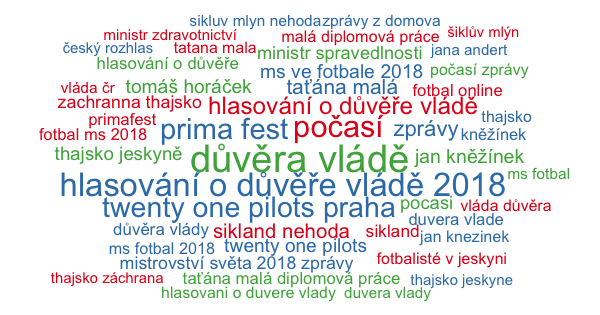 sikluv mlyn nehoda zprávy z domova
ministr zdravotnictví malá diplomová práce šiklův mlýn
český rozhlas tatana mala ministr spravedlnosti jana andert
hlasování o důvěře ms ve fotbale 2018 počasí zprávy
vláda čr tomáš horáček taťána malá fotbal online
zachranna thajsko hlasování o důvěře vládě thajsko
primafest prima fest počasí zprávy kněžínek
fotbal ms 2018
thajsko jeskyně důvěra vládě jan kněžínek
hlasování o důvěře vládě 2018 ms fotbal
twenty one pilots praha pocasi vláda důvěra
důvěra vlády sikland nehoda sikland duvera vlade
ms fotbal 2018 twenty one pilots jan knezinek
mistrovství světa 2018 zprávy fotbalisté v jeskyni
thajsko záchrana taťána malá diplomová práce thajsko jeskyne
hlasovani o duvere vlady duvera vlady